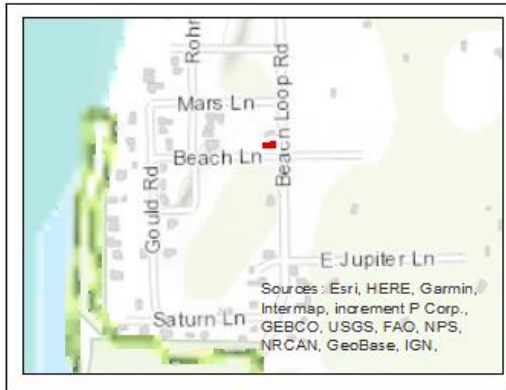 Rohr
Mars Ln
Beach Loop Rd
Beach Ln
Gould Rd
E Jupiter Ln
Saturn Ln
Sources: Esri, HERE, Garmin,
Intermap, increment P Corp.,
GEBCO, USGS, FAO, NPS,
NRCAN, GeoBase, IGN,